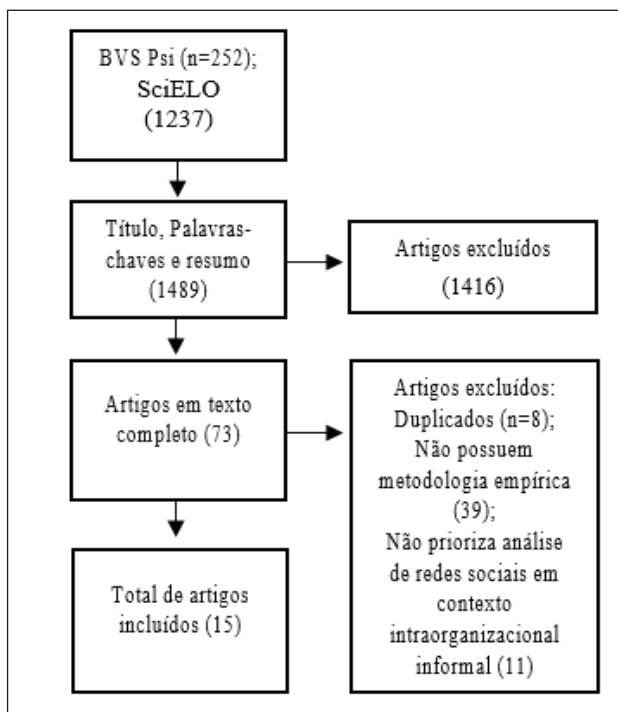 BVS Psi (n=252);
SciELO
(1237)
Título, Palavras-
chaves e resumo
(1489)
Artigos excluídos
(1416)
Artigos em texto
completo (73)
Artigos excluídos:
Duplicados (n=8);
Não possuem
metodologia empírica
(39);
Não prioriza análise
de redes sociais em
contexto
intraorganizacional
informal (11)
Total de artigos
incluídos (15)